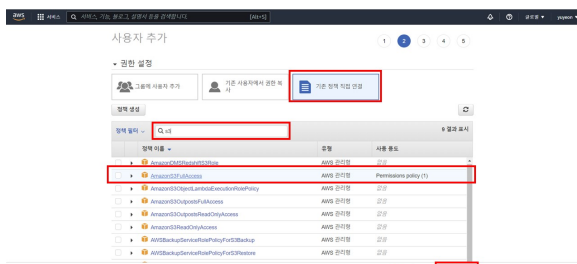 aws 서비스 서비스, 기능, 블로그, 설명서 등을 검색합니다. [Alt+S] 글로벌 yuyeon
사용자 추가 1 2 3 4 5
권한 설정
그룹에 사용자 추가 기존 사용자에서 권한 복사 기존 정책 직접 연결
정책 생성
정책 필터 s3 9 결과 표시
정책 이름 유형 사용 용도
AmazonDMSRedshiftS3Role AWS 관리형 없음
AmazonS3FullAccess AWS 관리형 Permissions policy (1)
AmazonS3ObjectLambdaExecutionRolePolicy AWS 관리형 없음
AmazonS3OutpostsFullAccess AWS 관리형 없음
AmazonS3OutpostsReadOnlyAccess AWS 관리형 없음
AmazonS3ReadOnlyAccess AWS 관리형 없음
AWSBackupServiceRolePolicyForS3Backup AWS 관리형 없음
AWSBackupServiceRolePolicyForS3Restore AWS 관리형 없음